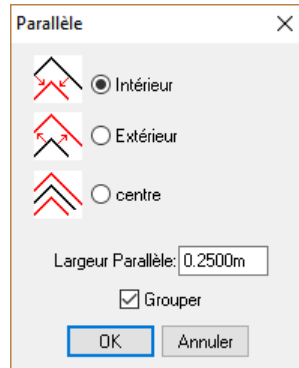 Parallèle
Intérieur
Extérieur
centre
Largeur Parallèle: 0.2500m
Grouper
OK Annuler